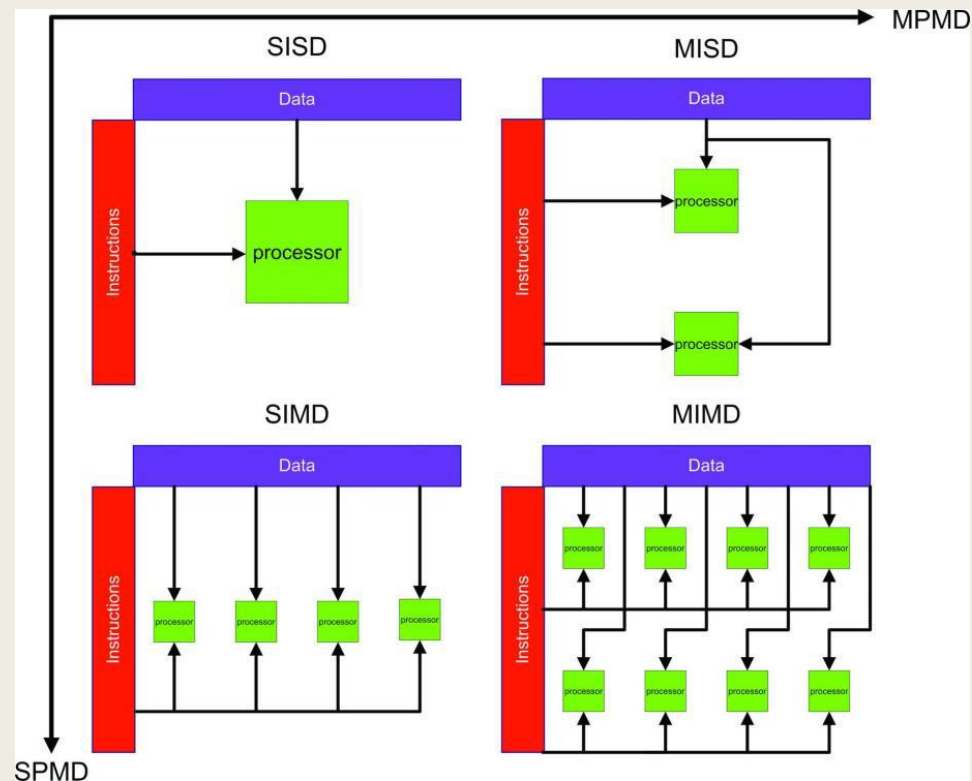 MPMD
SISD
Data
Instructions
processor
MISD
Data
Instructions
processor
processor
SIMD
Data
Instructions
processor
processor
processor
processor
MIMD
Data
Instructions
processor
processor
processor
processor
processor
processor
processor
processor
SPMD